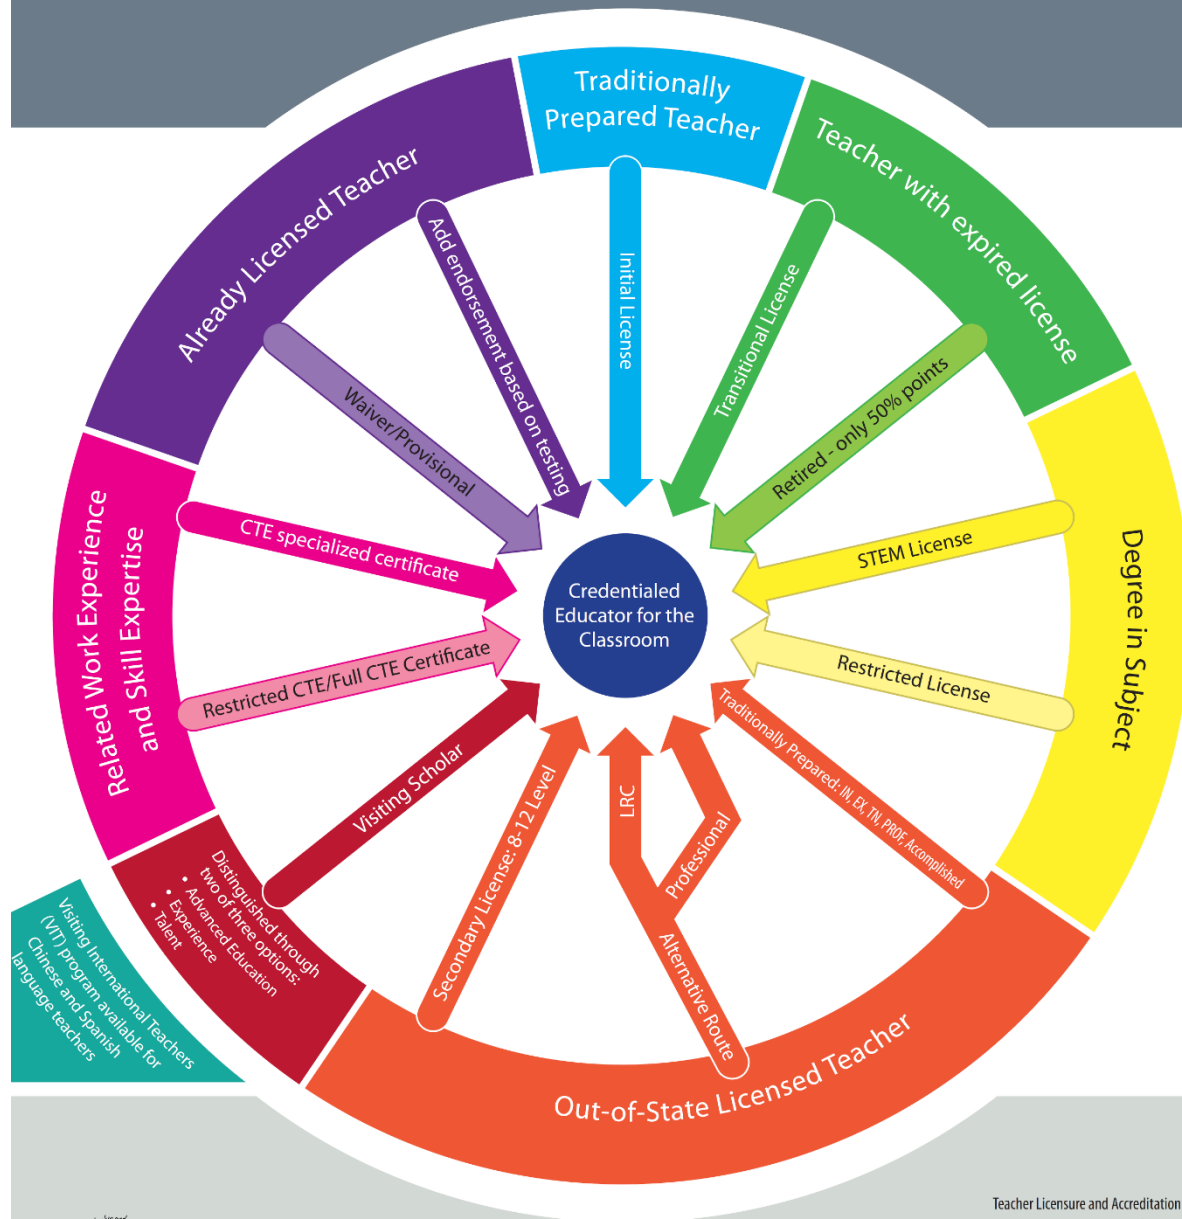 Traditionally
Prepared Teacher
Initial License
Teacher with expired license
Transitional License
Retired - only 50% points
Degree in Subject
STEM License
Restricted License
Out-of-State Licensed Teacher
Traditionally Prepared: IN, EX, TN, PROF, Accomplished
Professional
LRC
Alternative Route
Secondary License: 8-12 Level
Distinguished through
two of three options:
• Advanced Education
• Experience
• Talent
Visiting Scholar
Visiting International Teachers
(VIT) program available for
Chinese and Spanish
language teachers
Related Work Experience
and Skill Expertise
Restricted CTE/Full CTE Certificate
CTE specialized certificate
Already Licensed Teacher
Waiver/Provisional
Add endorsement based on testing
Credentialed
Educator for the
Classroom
Teacher Licensure and Accreditation